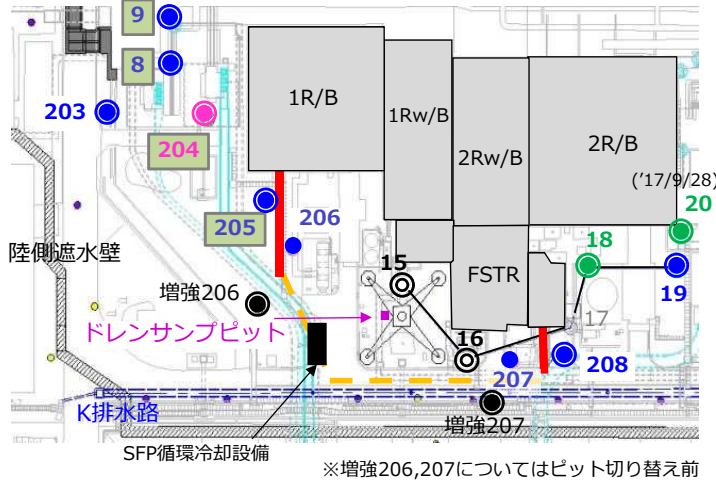 9
8
203
204
1R/B
1Rw/B
2Rw/B
2R/B
('17/9/28)
20
205
206
18
陸側遮水壁
15
FSTR
19
増強206
ドレンサンプピット
17
16
208
207
K排水路
増強207
SFP循環冷却設備
※増強206,207についてはピット切り替え前